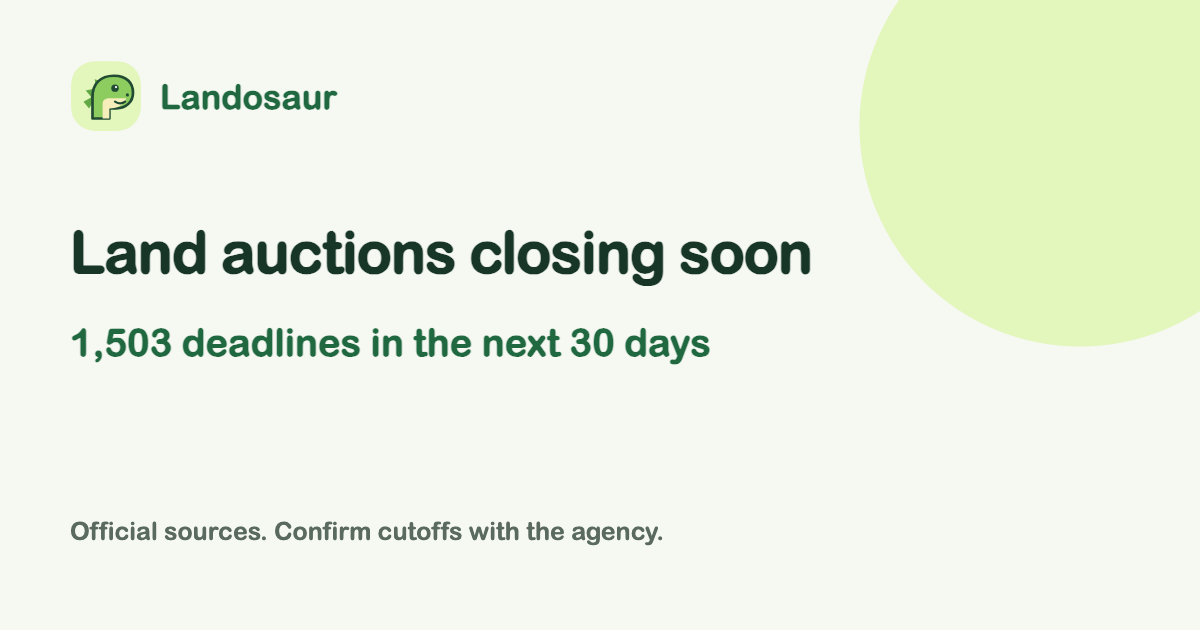 Landosaur
Land auctions closing soon
1,503 deadlines in the next 30 days
Official sources. Confirm cutoffs with the agency.